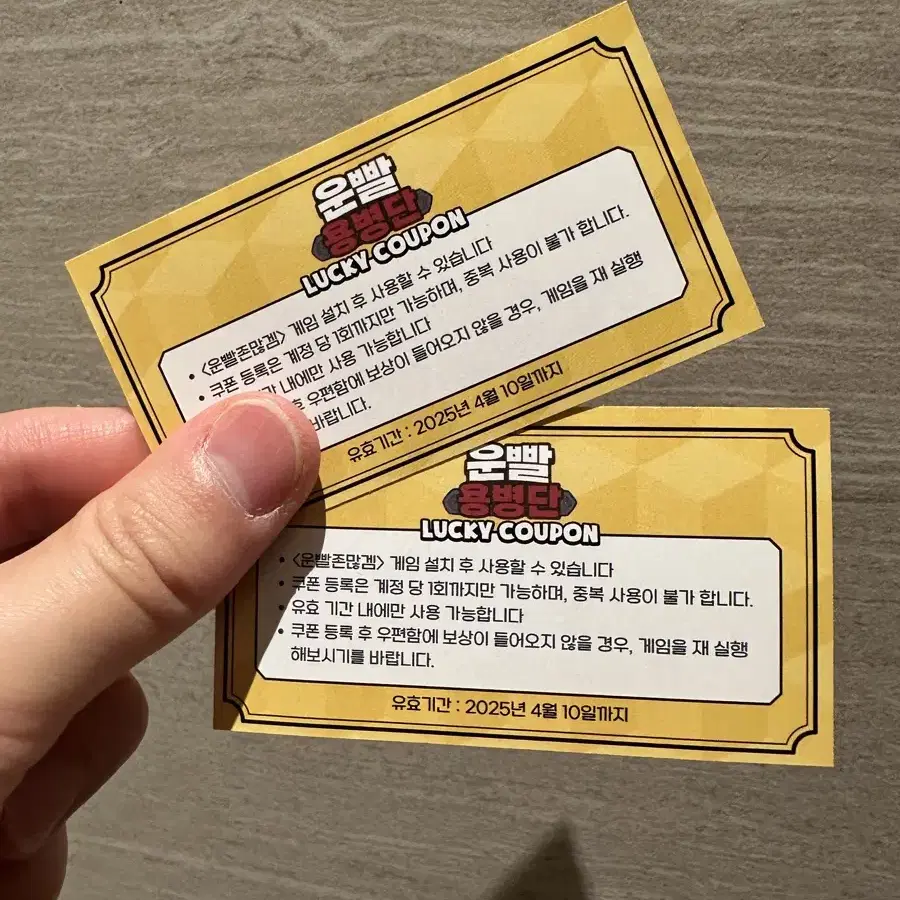 운빨
용병단
LUCKY COUPON
• <운빨존많겜> 게임 설치 후 사용할 수 있습니다
• 쿠폰 등록은 계정 당 1회까지만 가능하며, 중복 사용이 불가 합니다.
내에만 사용 가능합니다
우편함에 보상이 들어오지 않을 경우, 게임을 재 실행
바랍니다.
유효기간 : 2025년 4월 10일까지
운빨
용병단
LUCKY COUPON
• <운빨존많겜> 게임 설치 후 사용할 수 있습니다
• 쿠폰 등록은 계정 당 1회까지만 가능하며, 중복 사용이 불가 합니다.
• 유효 기간 내에만 사용 가능합니다
• 쿠폰 등록 후 우편함에 보상이 들어오지 않을 경우, 게임을 재 실행
해보시기를 바랍니다.
유효기간 : 2025년 4월 10일까지